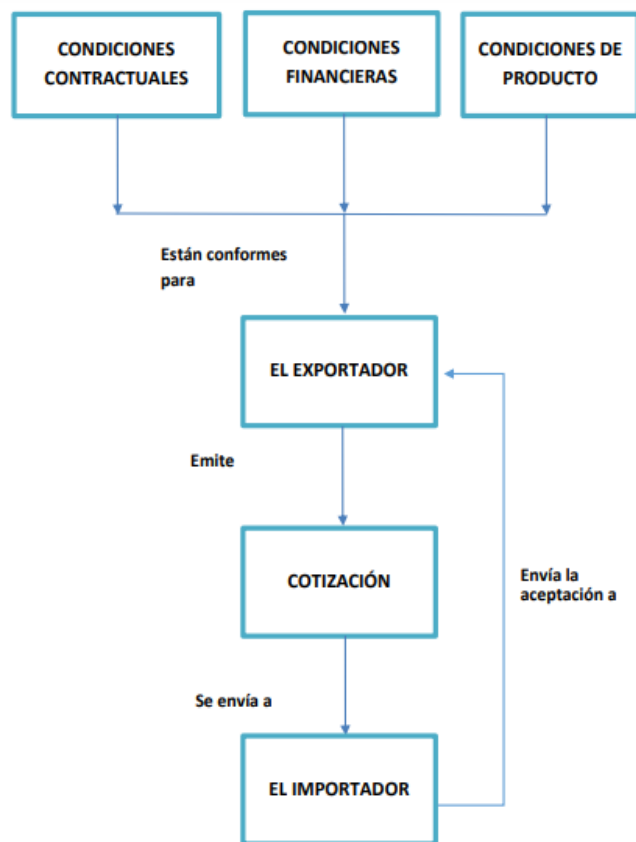 CONDICIONES
CONTRACTUALES
CONDICIONES
FINANCIERAS
CONDICIONES DE
PRODUCTO
Están conformes
para
EL EXPORTADOR
Emite
COTIZACIÓN
Envía la
aceptación a
Se envía a
EL IMPORTADOR